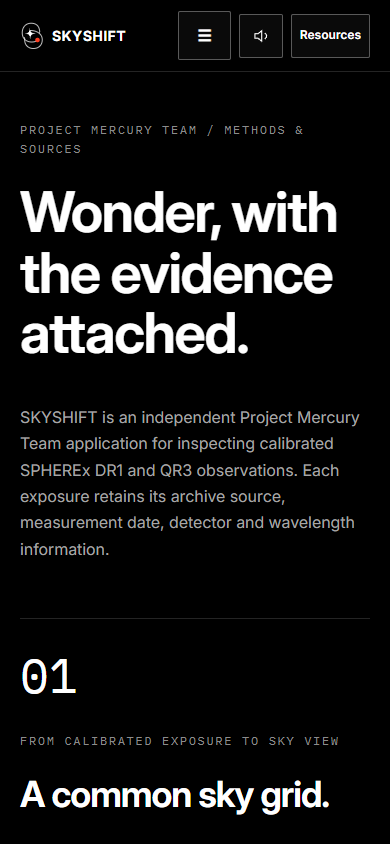 SKYSHIFT
Resources
PROJECT MERCURY TEAM / METHODS &
SOURCES
Wonder, with
the evidence
attached.
SKYSHIFT is an independent Project Mercury
Team application for inspecting calibrated
SPHEREx DR1 and QR3 observations. Each
exposure retains its archive source,
measurement date, detector and wavelength
information.
01
FROM CALIBRATED EXPOSURE TO SKY VIEW
A common sky grid.